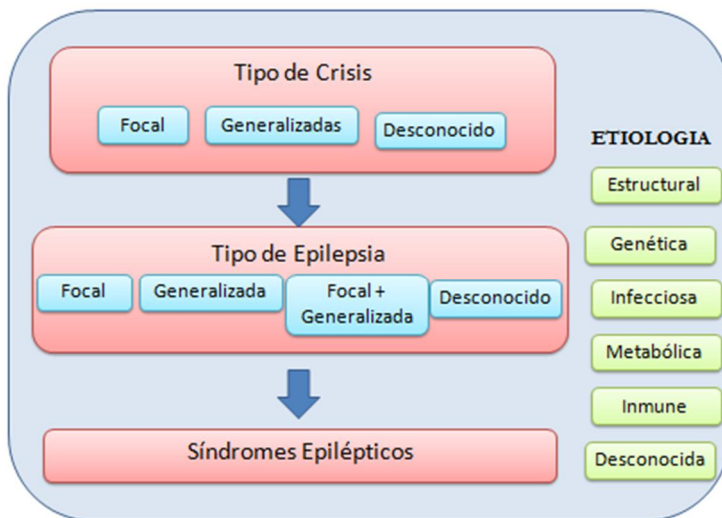 Tipo de Crisis
Focal
Generalizadas
Desconocido
Tipo de Epilepsia
Focal
Generalizada
Focal +
Generalizada
Desconocido
Síndromes Epilépticos
ETIOLOGIA
Estructural
Genética
Infecciosa
Metabólica
Inmune
Desconocida